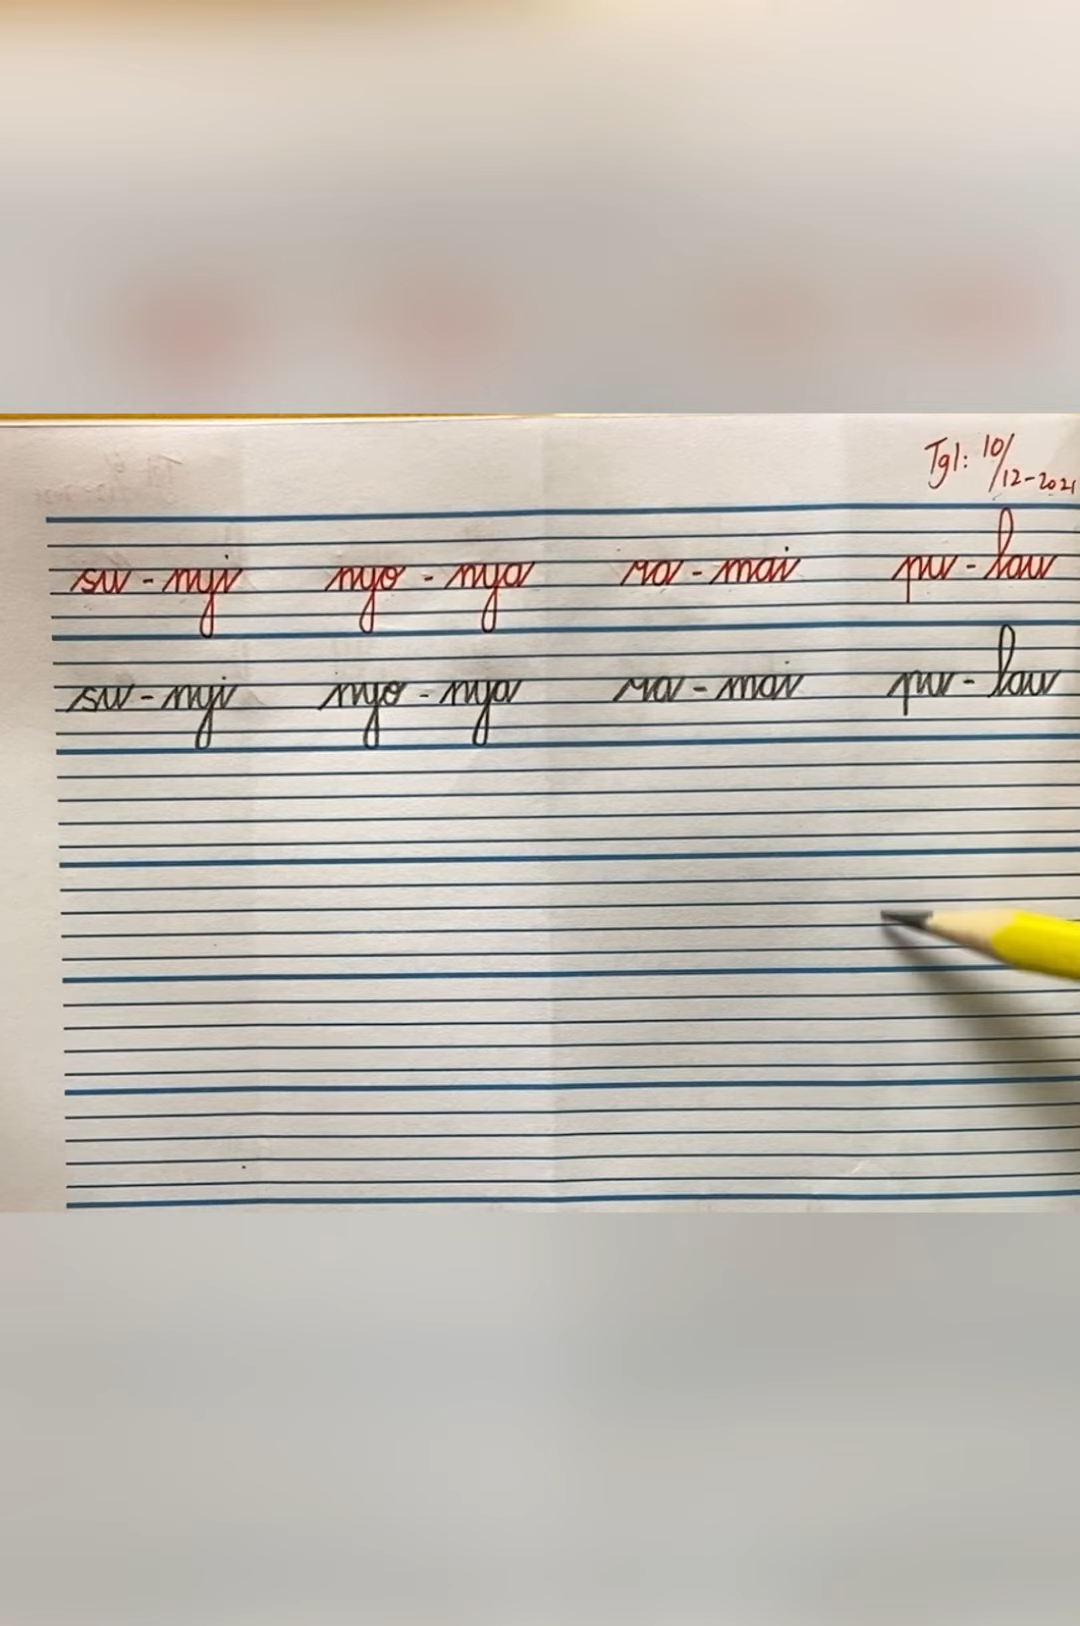 Tgl: 10/12-2021
su - nyi nyo - nya ra - mai pu - lau
su - nyi nyo - nya ra - mai pu - lau